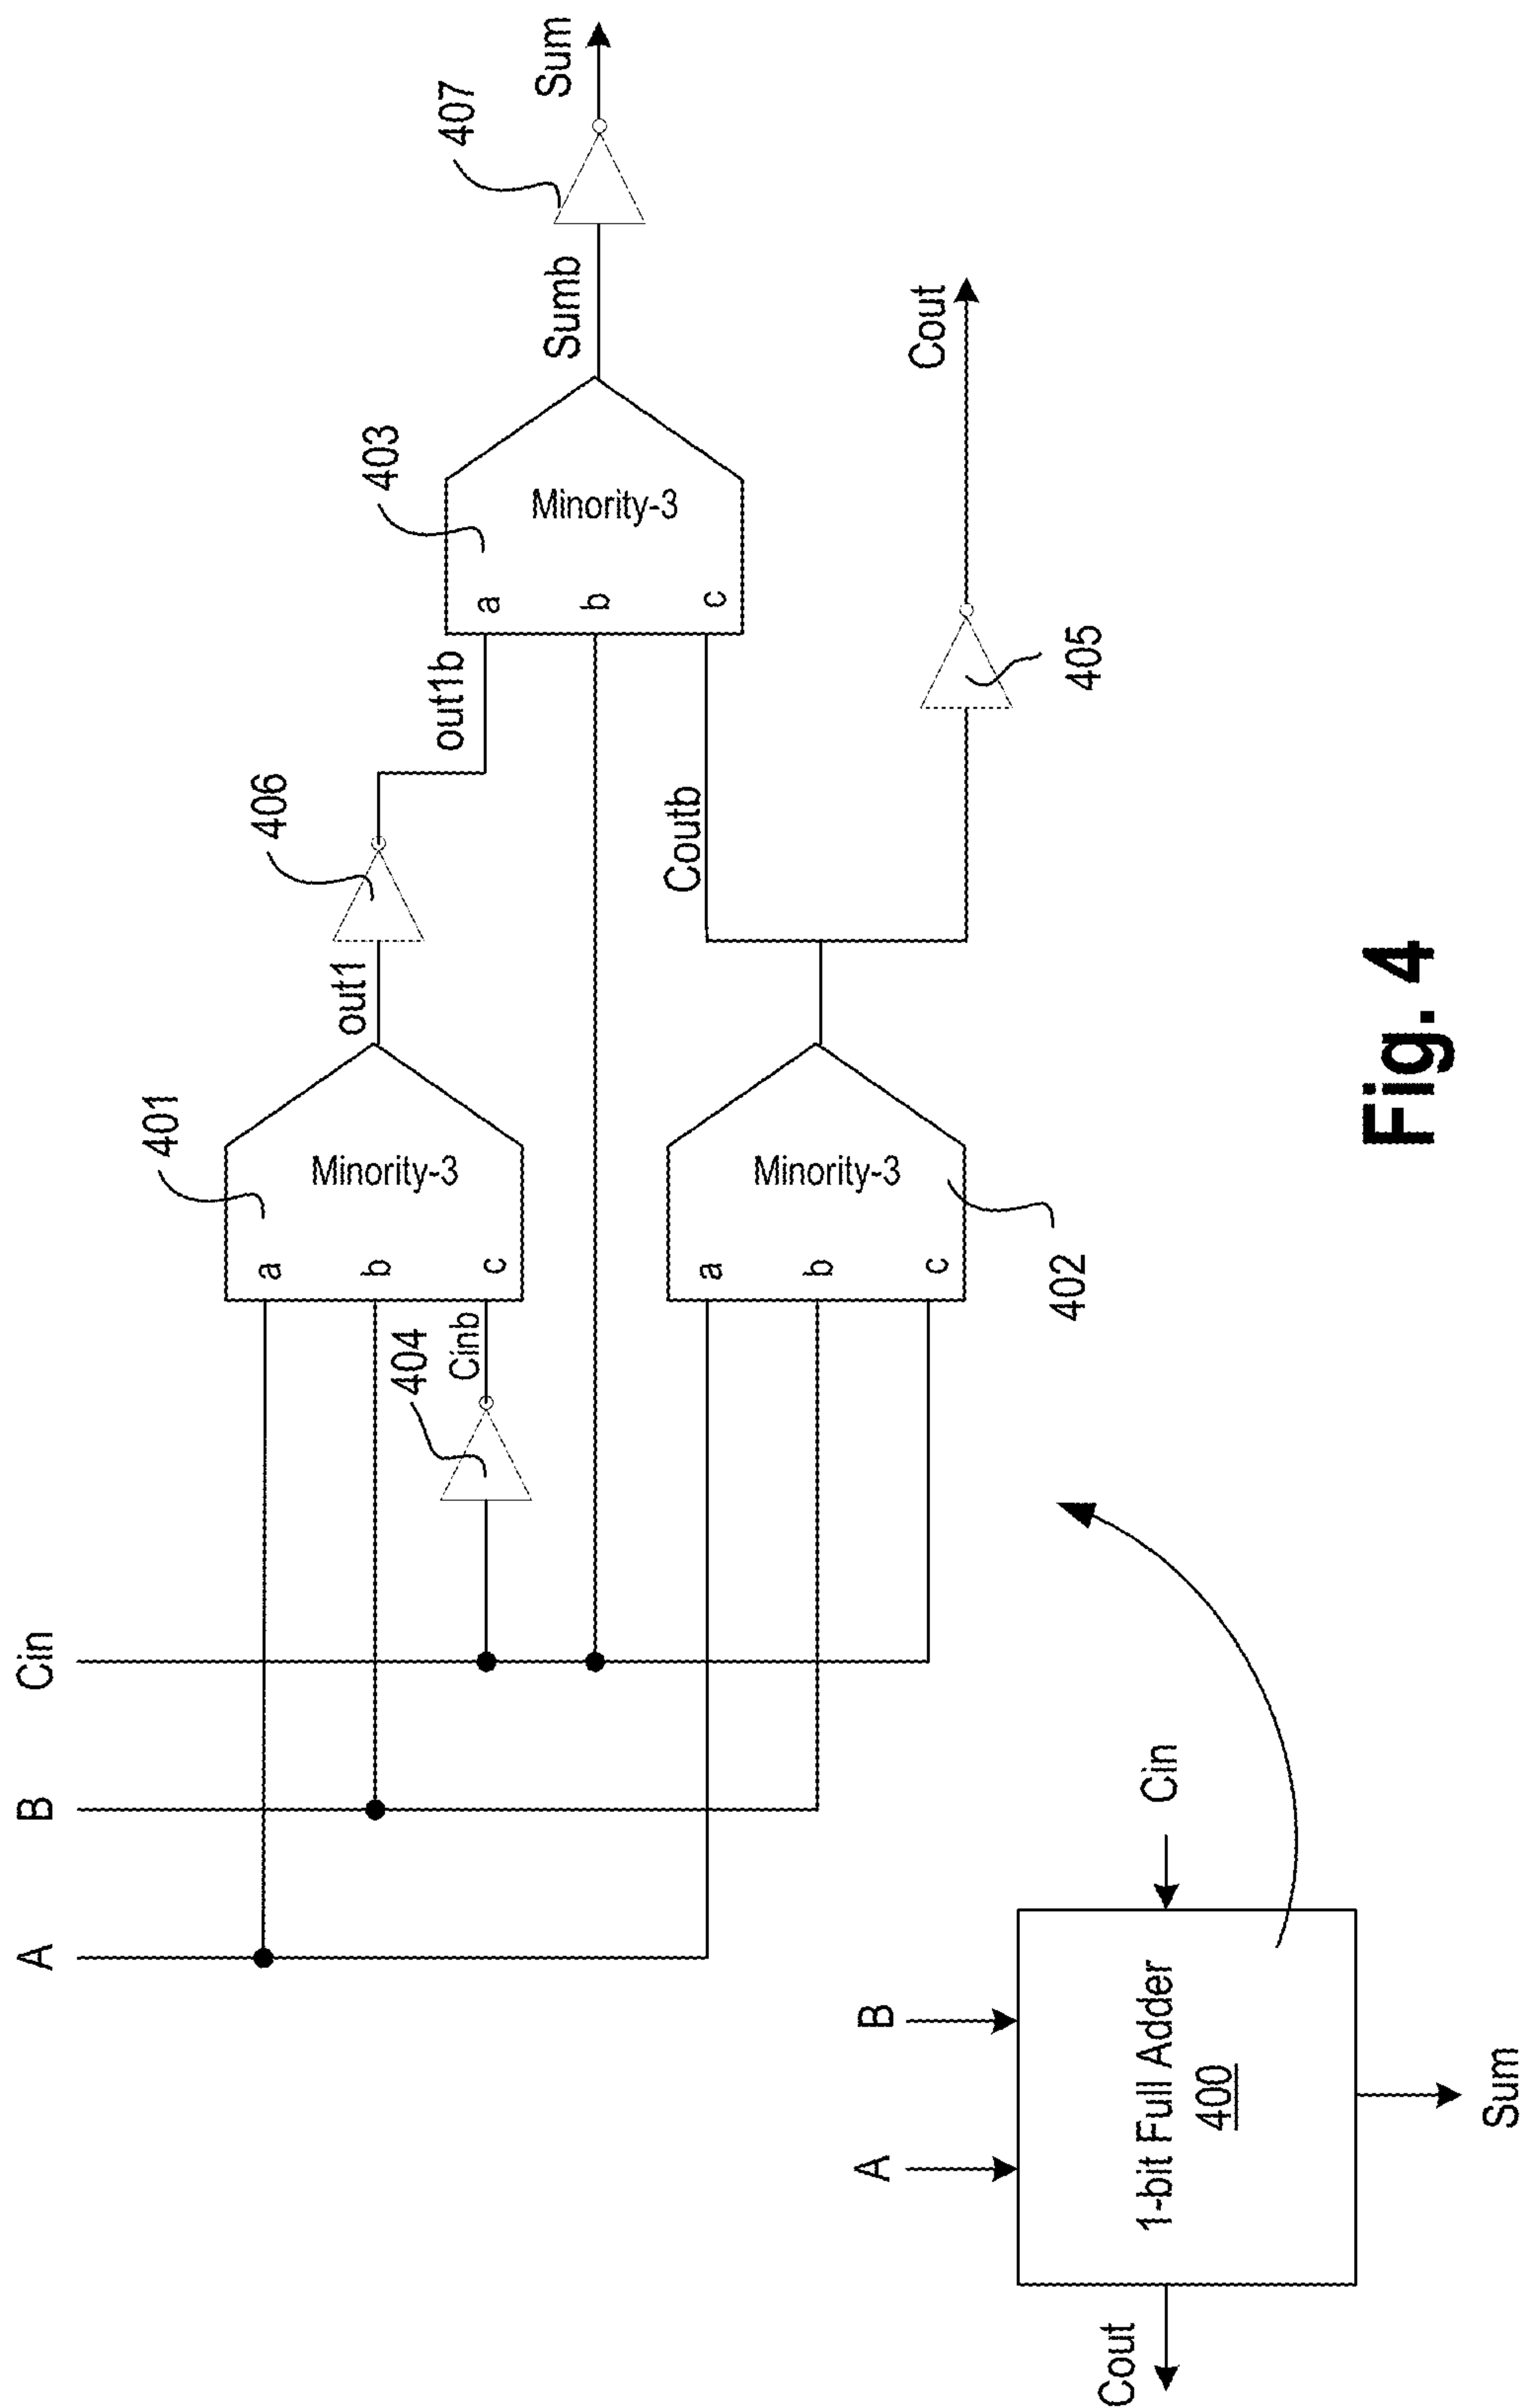 A
B
Cin
a
b
c
Minority-3
401
404
Cinb
out1
406
out1b
a
b
c
Minority-3
403
Sumb
407
Sum
a
b
c
Minority-3
402
Coutb
405
Cout
A
B
Cin
1-bit Full Adder
400
Cout
Sum
Fig. 4